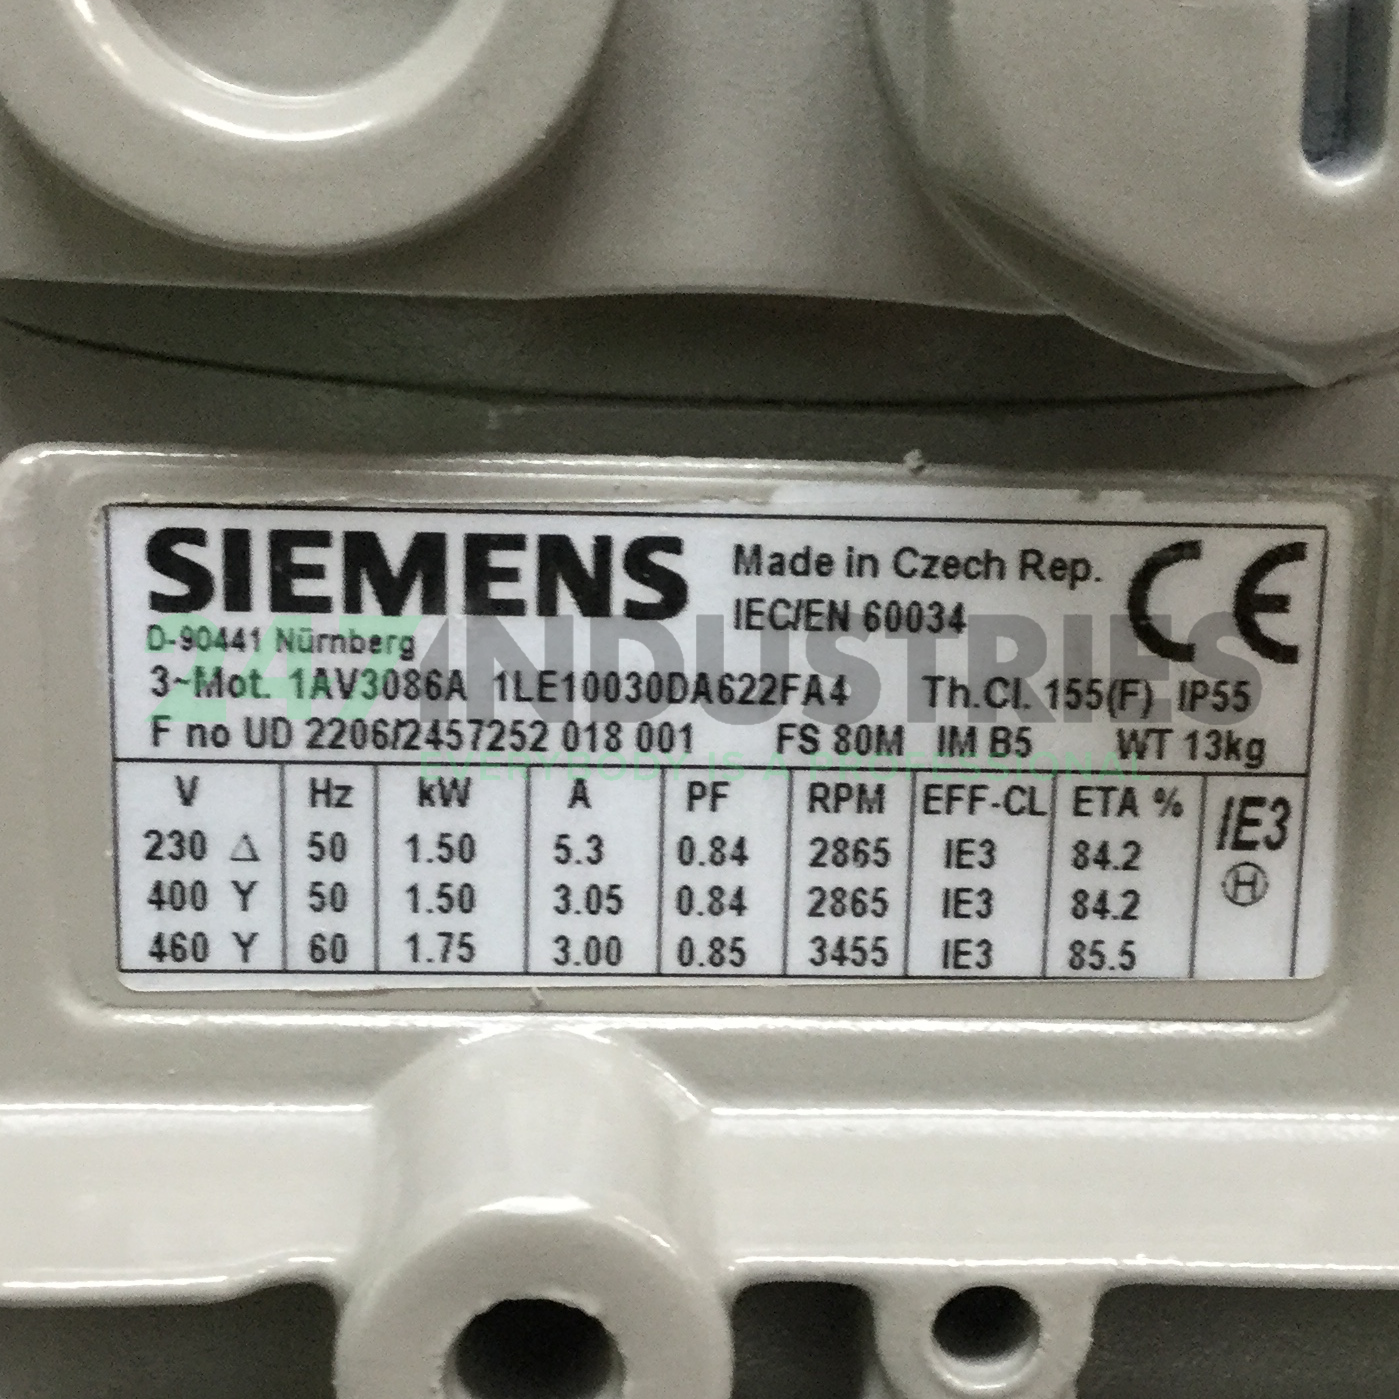 SIEMENS
Made in Czech Rep.
CE
IEC/EN 60034
D-90441 Nürnberg
247 INDUSTRIES
3~Mot. 1AV3086A 1LE10030DA622FA4 Th.Cl. 155(F) IP55
F no UD 2206/2457252 018 001 FS 80M IM B5 WT 13kg
EVERYBODY IS A PROFESSIONAL
V Hz kW A PF RPM EFF-CL ETA % IE3
230 Δ 50 1.50 5.3 0.84 2865 IE3 84.2 H
400 Y 50 1.50 3.05 0.84 2865 IE3 84.2
460 Y 60 1.75 3.00 0.85 3455 IE3 85.5